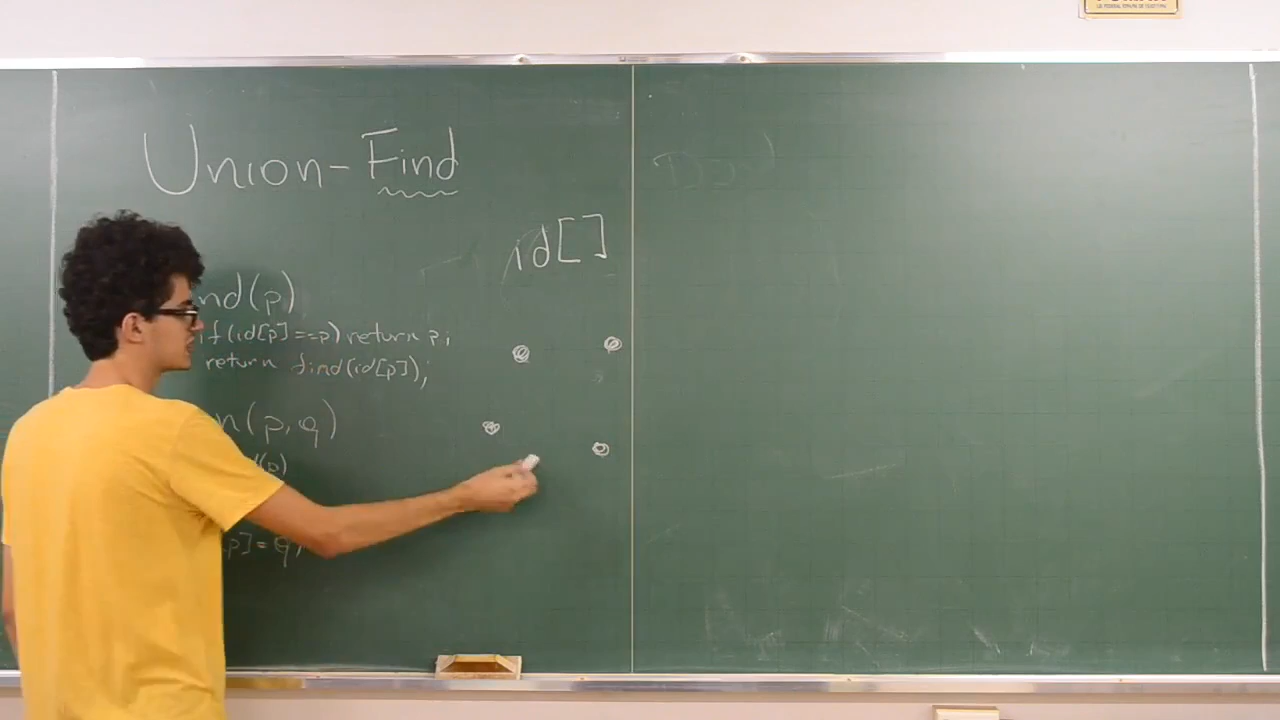 Union-Find
id[]
nd(p)
if(id[p]==p) return p;
return find(id[p]);
n(p,q)
d(p)
p]=q;